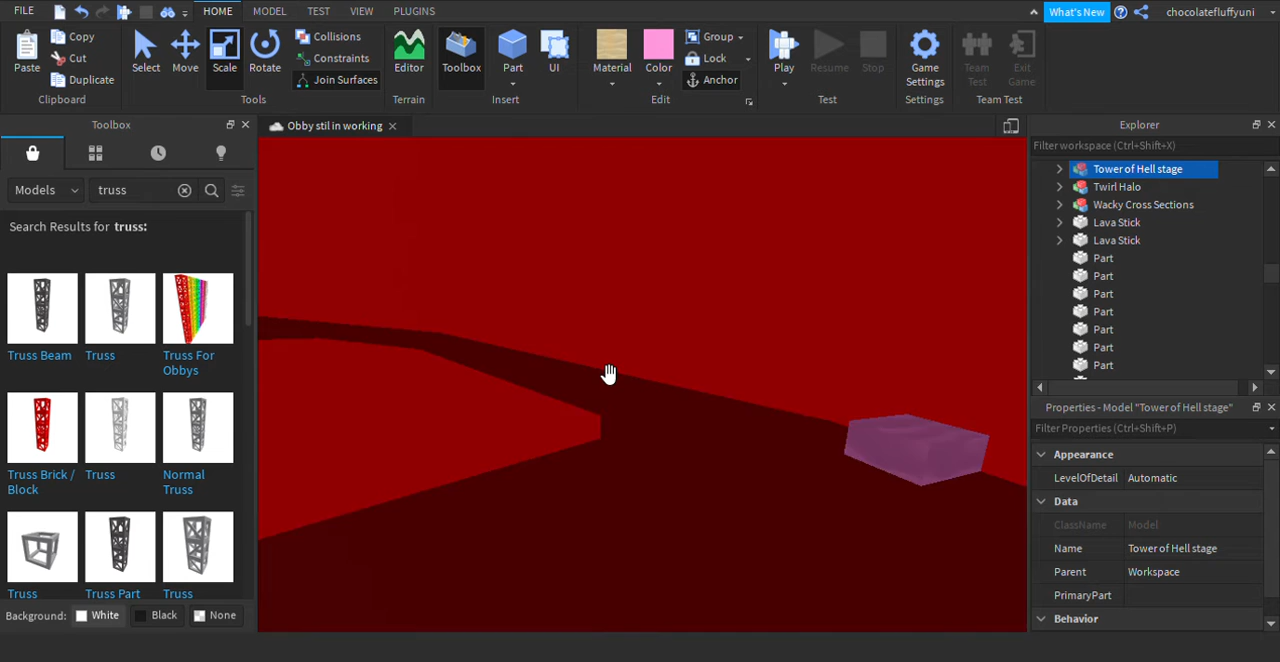 FILE HOME MODEL TEST VIEW PLUGINS What's New chocolatefluffyuni
Paste Copy Cut Duplicate Clipboard
Select Move Scale Rotate Collisions Constraints Join Surfaces Tools
Editor Terrain
Toolbox Part UI Insert
Material Color Group Lock Anchor Edit
Play Resume Stop Test
Game Settings Settings
Team Test Exit Game Team Test
Toolbox
Models truss
Search Results for truss:
Truss Beam
Truss
Truss For Obbys
Truss Brick / Block
Truss
Normal Truss
Truss
Truss Part
Truss
Background: White Black None
Obby stil in working
Explorer
Filter workspace (Ctrl+Shift+X)
Tower of Hell stage
Twirl Halo
Wacky Cross Sections
Lava Stick
Lava Stick
Part
Part
Part
Part
Part
Part
Part
Properties - Model "Tower of Hell stage"
Filter Properties (Ctrl+Shift+P)
Appearance
LevelOfDetail Automatic
Data
ClassName Model
Name Tower of Hell stage
Parent Workspace
PrimaryPart
Behavior